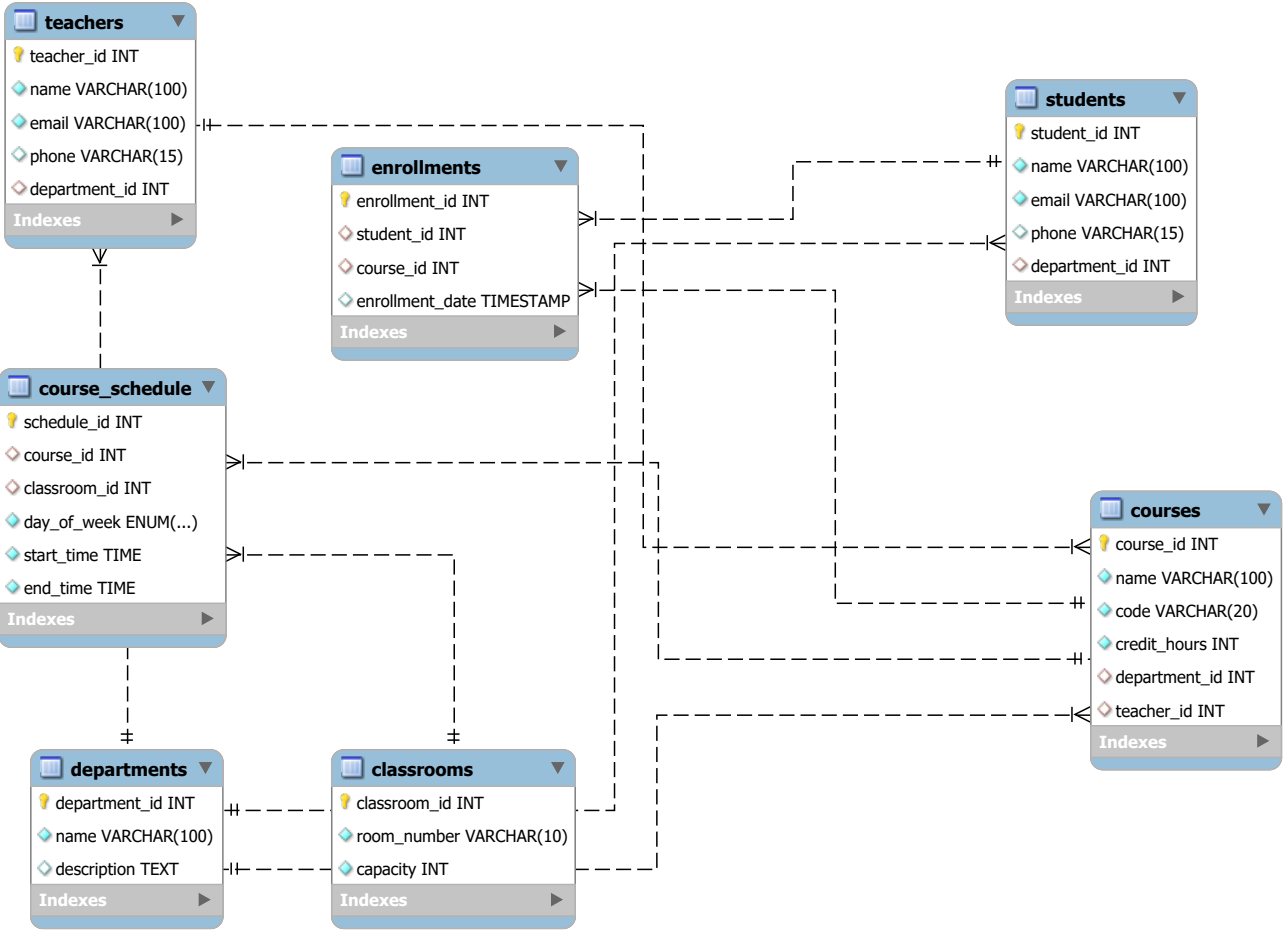 teachers
teacher_id INT
name VARCHAR(100)
email VARCHAR(100)
phone VARCHAR(15)
department_id INT
Indexes
enrollments
enrollment_id INT
student_id INT
course_id INT
enrollment_date TIMESTAMP
Indexes
students
student_id INT
name VARCHAR(100)
email VARCHAR(100)
phone VARCHAR(15)
department_id INT
Indexes
course_schedule
schedule_id INT
course_id INT
classroom_id INT
day_of_week ENUM(...)
start_time TIME
end_time TIME
Indexes
courses
course_id INT
name VARCHAR(100)
code VARCHAR(20)
credit_hours INT
department_id INT
teacher_id INT
Indexes
departments
department_id INT
name VARCHAR(100)
description TEXT
Indexes
classrooms
classroom_id INT
room_number VARCHAR(10)
capacity INT
Indexes